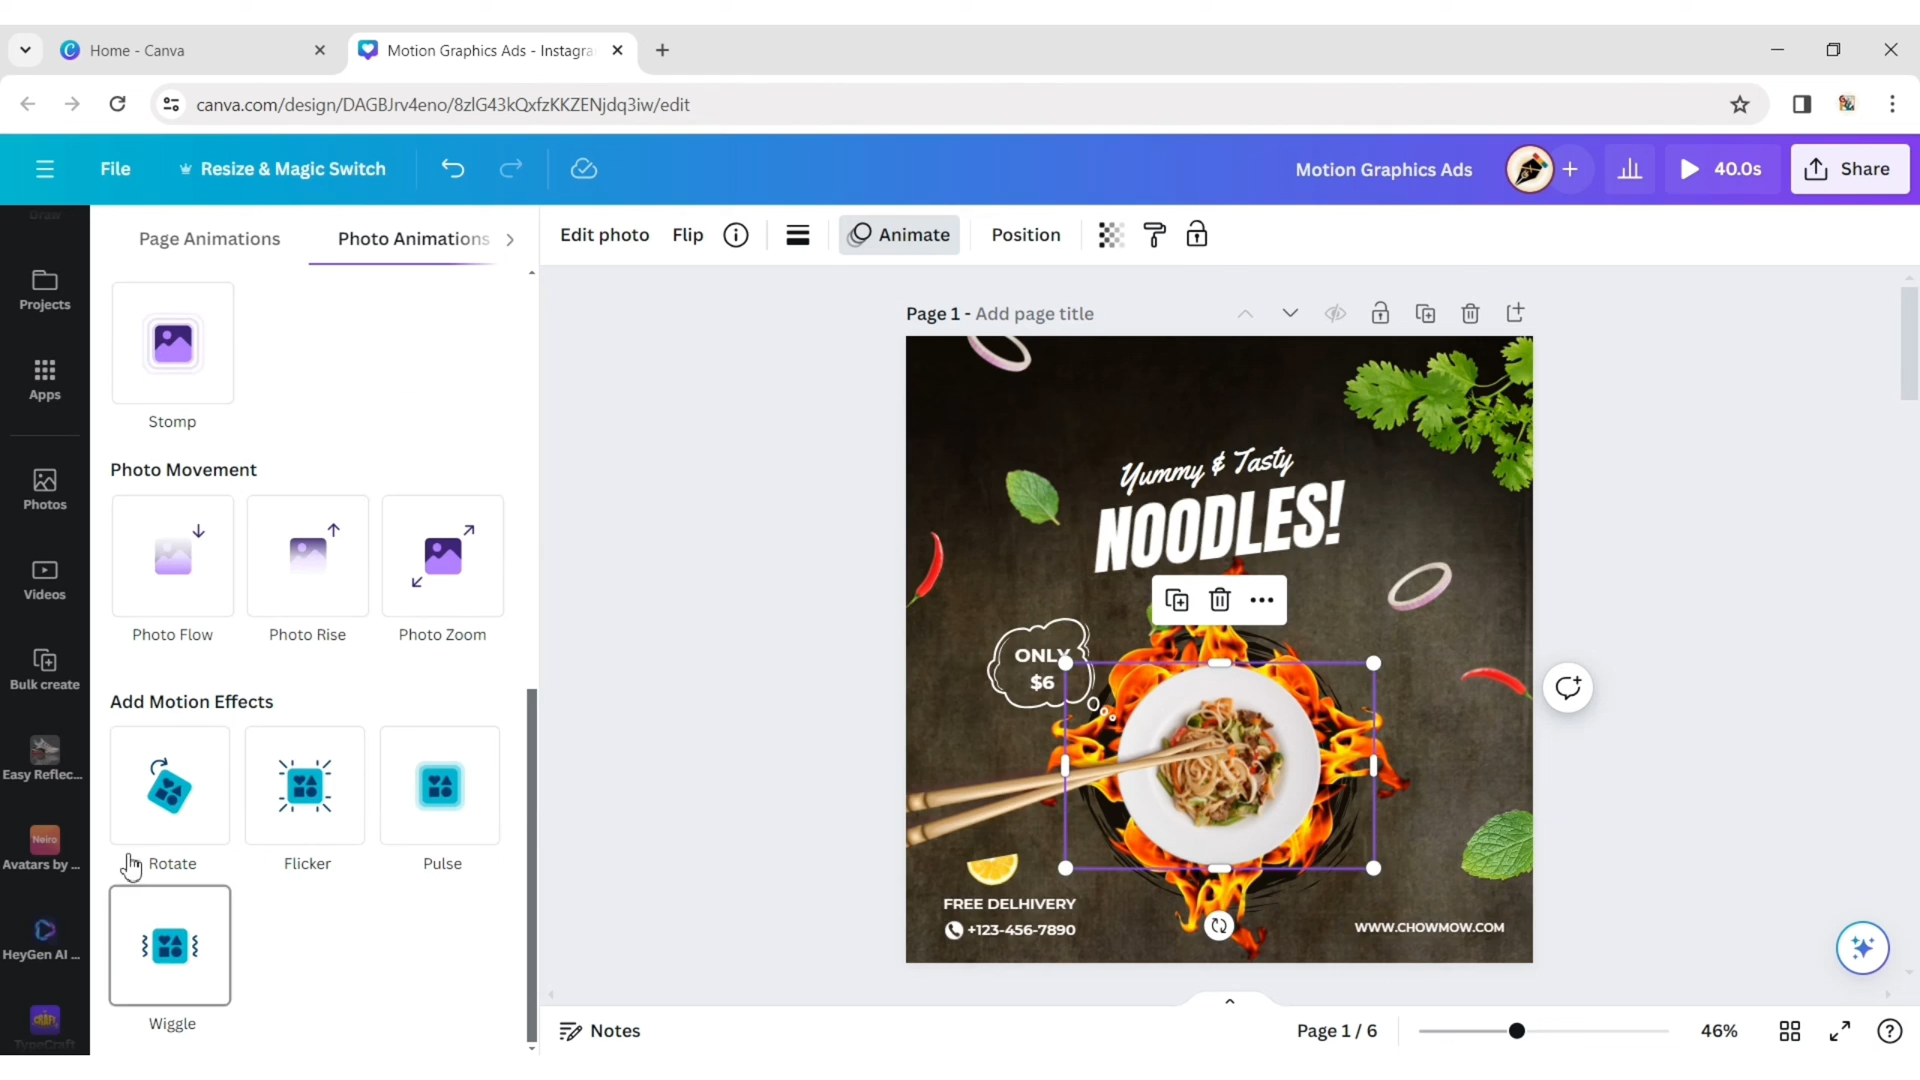 Home - Canva
Motion Graphics Ads - Instagra
canva.com/design/DAGBJrv4eno/8zlG43kQxfzKKZENjdq3iw/edit
File
Resize & Magic Switch
Motion Graphics Ads
40.0s
Share
Draw
Projects
Apps
Photos
Videos
Bulk create
Easy Reflec...
Neiro
Avatars by ...
HeyGen AI ...
CRAFT
TypeCraft
Page Animations
Photo Animations
Stomp
Photo Movement
Photo Flow
Photo Rise
Photo Zoom
Add Motion Effects
Rotate
Flicker
Pulse
Wiggle
Edit photo
Flip
Animate
Position
Page 1 - Add page title
Yummy & Tasty
NOODLES!
ONLY
$6
FREE DELHIVERY
+123-456-7890
WWW.CHOWMOW.COM
Notes
Page 1 / 6
46%